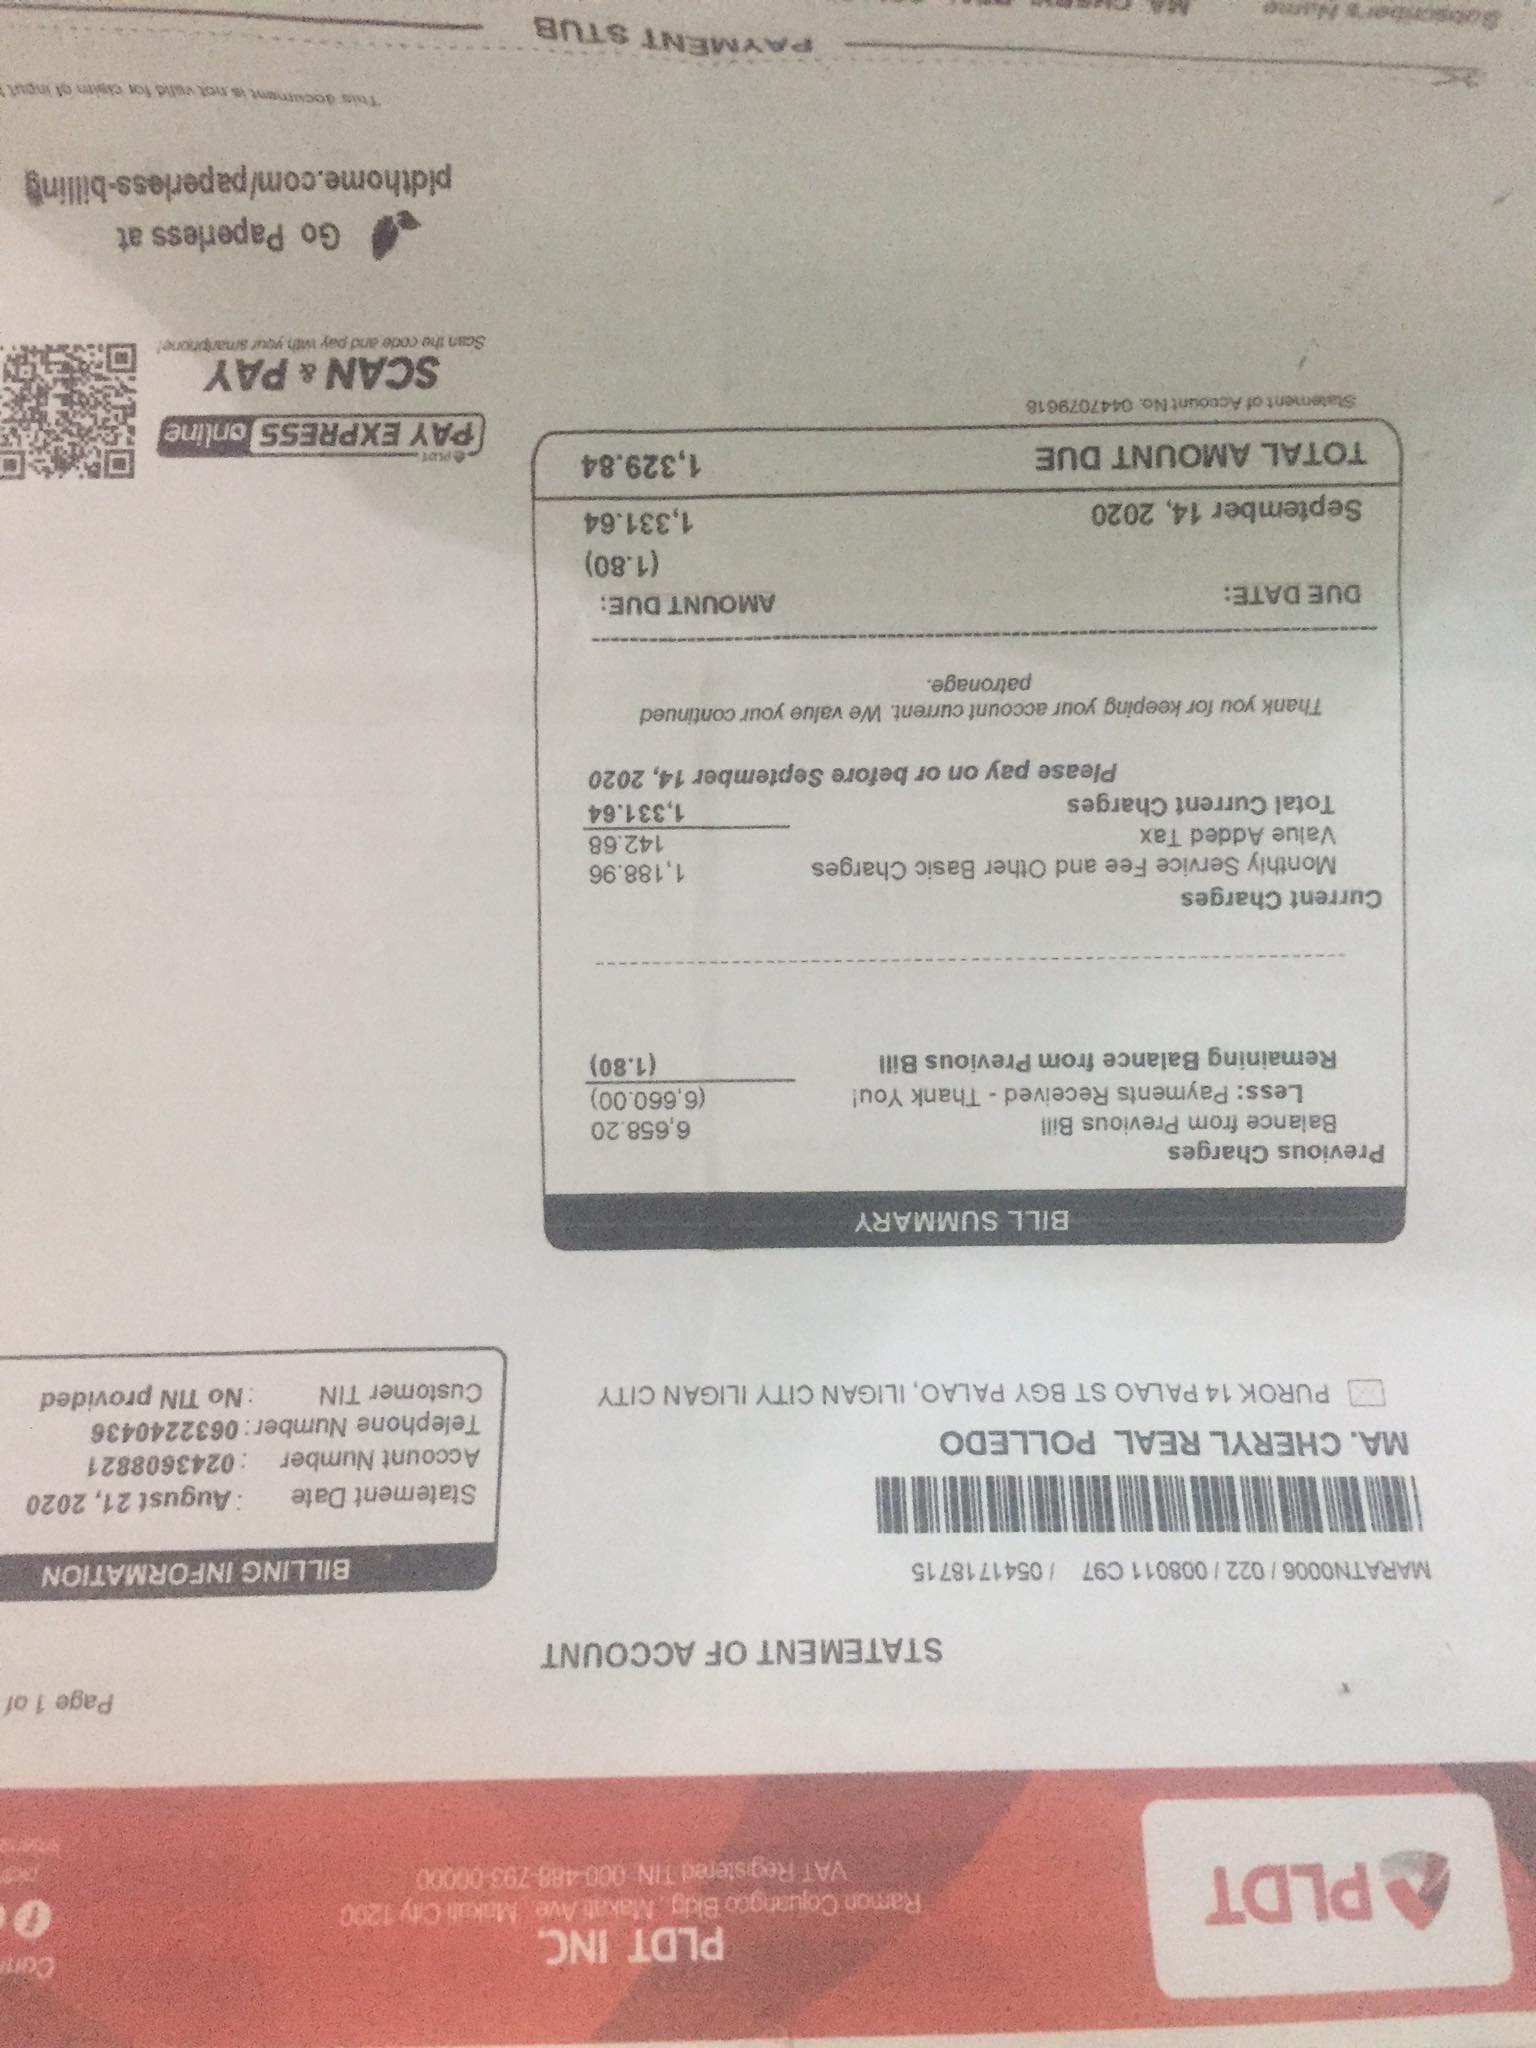 PLDT
PLDT INC.
Ramon Cojuangco Bldg., Makati Ave. Makati City 1200
VAT Registered TIN 000-488-793-00000
Page 1 of
STATEMENT OF ACCOUNT
MARATN0006 / 022 / 008011 C97 / 0541718715
MA. CHERYL REAL POLLEDO
PUROK 14 PALAO ST BGY PALAO, ILIGAN CITY ILIGAN CITY
BILLING INFORMATION
Statement Date : August 21, 2020
Account Number : 0243608821
Telephone Number : 0632240436
Customer TIN : No TIN provided
BILL SUMMARY
Previous Charges
Balance from Previous Bill 6,658.20
Less: Payments Received - Thank You! (6,660.00)
Remaining Balance from Previous Bill (1.80)
Current Charges
Monthly Service Fee and Other Basic Charges 1,188.96
Value Added Tax 142.68
Total Current Charges 1,331.64
Please pay on or before September 14, 2020
Thank you for keeping your account current. We value your continued
patronage.
DUE DATE: AMOUNT DUE:
(1.80)
September 14, 2020 1,331.64
TOTAL AMOUNT DUE 1,329.84
Statement of Account No. 0447079618
PLDT
PAY EXPRESS online
SCAN & PAY
Scan the code and pay with your smartphone!
Go Paperless at
pldthome.com/paperless-billing
This document is not valid for claim of input
PAYMENT STUB
Subscriber's Name MA. CHERYL REAL